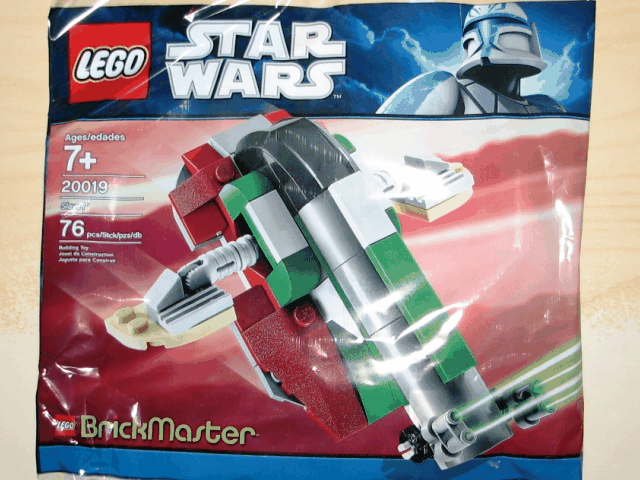 LEGO
STAR
WARS™
Ages/edades
7+
20019
76 pcs/Stck/pzs/db
Building Toy
Jouet de Construction
Juguete para Construir
LEGO BrickMaster